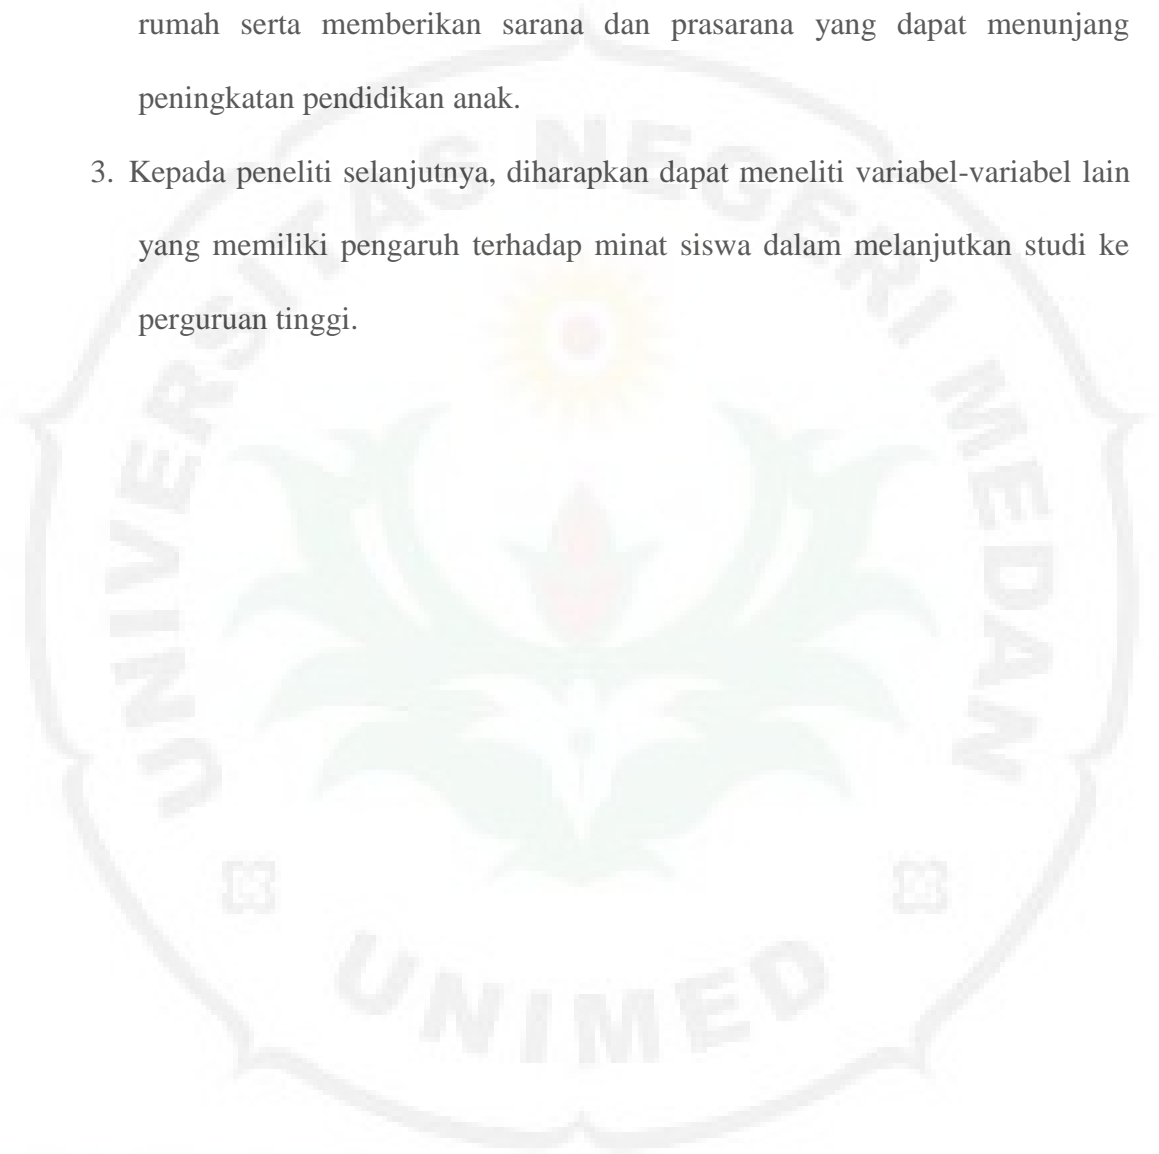 rumah serta memberikan sarana dan prasarana yang dapat menunjang
peningkatan pendidikan anak.
3. Kepada peneliti selanjutnya, diharapkan dapat meneliti variabel-variabel lain
yang memiliki pengaruh terhadap minat siswa dalam melanjutkan studi ke
perguruan tinggi.
UNIVERSITAS NEGERI MEDAN
UNIMED